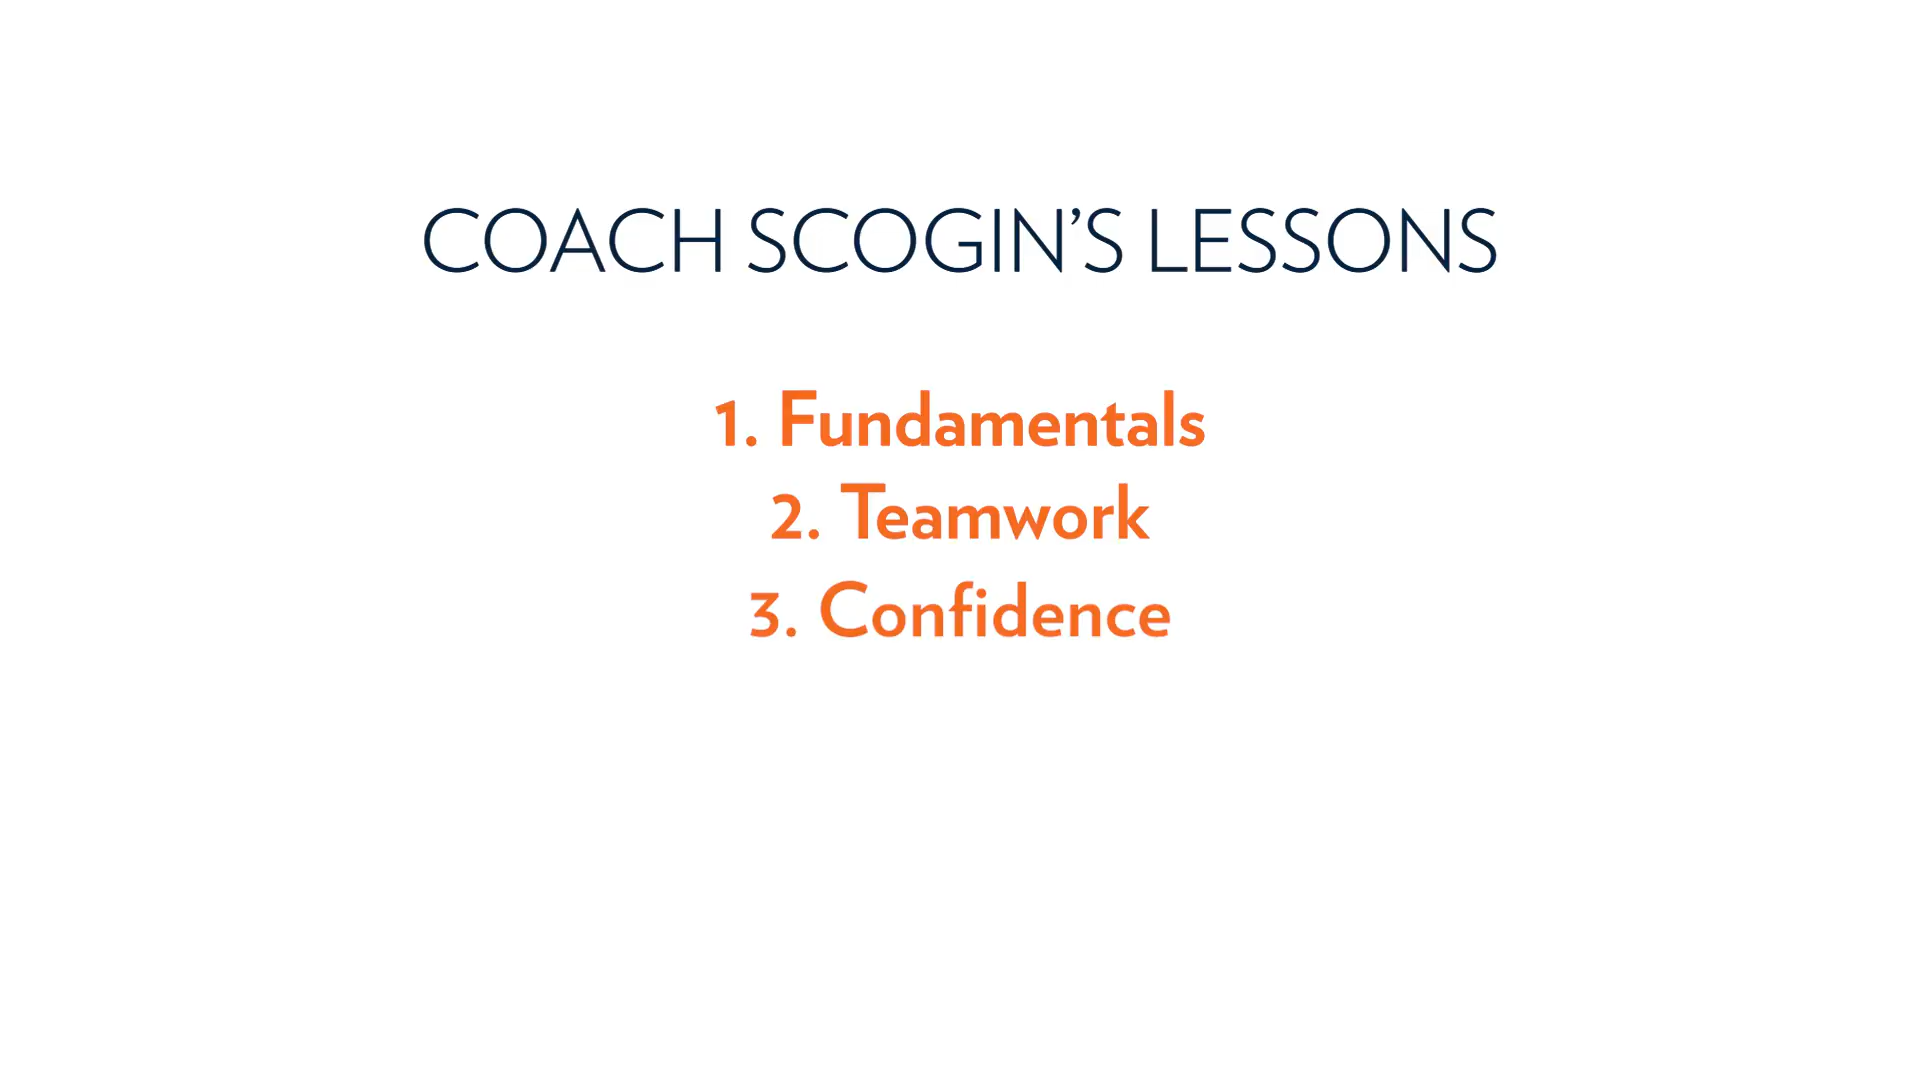 COACH SCOGIN’S LESSONS
1. Fundamentals
2. Teamwork
3. Confidence